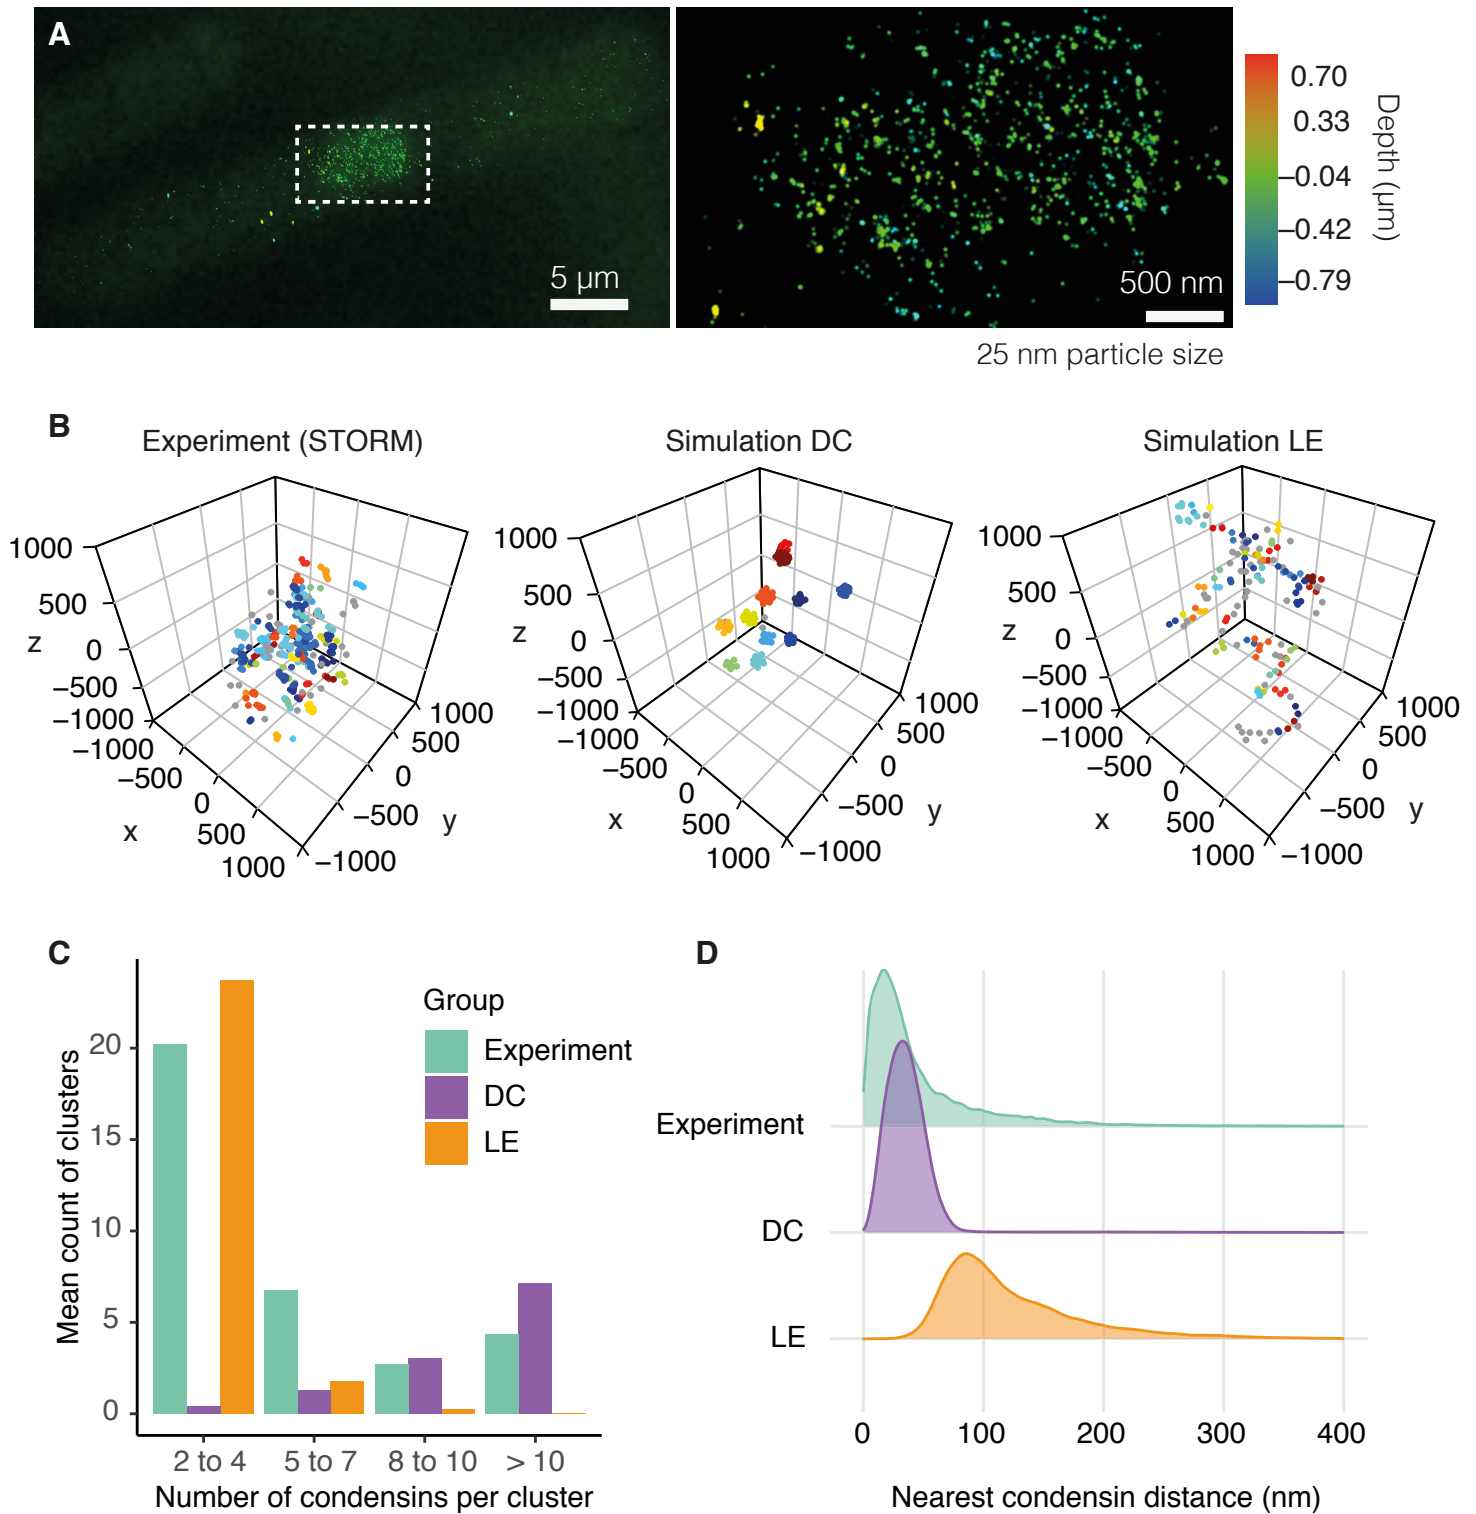 A
5 µm
500 nm
0.70
0.33
–0.04
–0.42
–0.79
Depth (µm)
25 nm particle size
B
Experiment (STORM)
Simulation DC
Simulation LE
1000
500
z
0
−500
−1000
−1000
−500
0
x
500
1000
−1000
−500
y
0
500
1000
1000
500
z
0
−500
−1000
−1000
−500
0
x
500
1000
−1000
−500
y
0
500
1000
1000
500
z
0
−500
−1000
−1000
−500
0
x
500
1000
−1000
−500
y
0
500
1000
C
Mean count of clusters
20
15
10
5
0
Group
Experiment
DC
LE
2 to 4
5 to 7
8 to 10
> 10
Number of condensins per cluster
D
Experiment
DC
LE
0
100
200
300
400
Nearest condensin distance (nm)